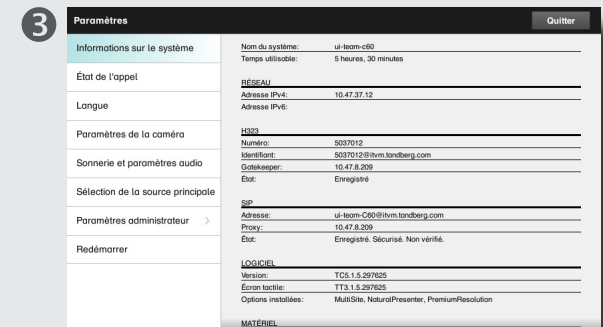 3
Paramètres
Quitter
Informations sur le système
État de l'appel
Langue
Paramètres de la caméra
Sonnerie et paramètres audio
Sélection de la source principale
Paramètres administrateur >
Redémarrer
Nom du système: ui-team-c60
Temps utilisable: 5 heures, 30 minutes
RÉSEAU
Adresse IPv4: 10.47.37.12
Adresse IPv6:
H323
Numéro: 5037012
Identifiant: 5037012@itvm.tandberg.com
Gatekeeper: 10.47.8.209
État: Enregistré
SIP
Adresse: ui-team-C60@itvm.tandberg.com
Proxy: 10.47.8.209
État: Enregistré. Sécurisé. Non vérifié.
LOGICIEL
Version: TC5.1.5.297625
Écran tactile: TT3.1.5.297625
Options installées: MultiSite, NaturalPresenter, PremiumResolution
MATÉRIEL